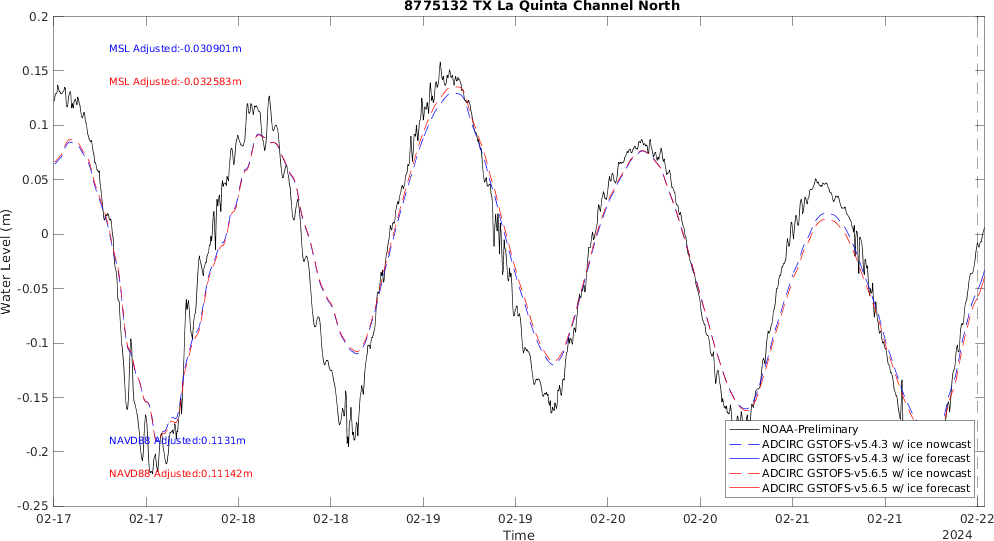 8775132 TX La Quinta Channel North
0.2
0.15
0.1
0.05
0
-0.05
-0.1
-0.15
-0.2
-0.25
Water Level (m)
MSL Adjusted:-0.030901m
MSL Adjusted:-0.032583m
NAVD88 Adjusted:0.1131m
NAVD88 Adjusted:0.11142m
NOAA-Preliminary
ADCIRC GSTOFS-v5.4.3 w/ ice nowcast
ADCIRC GSTOFS-v5.4.3 w/ ice forecast
ADCIRC GSTOFS-v5.6.5 w/ ice nowcast
ADCIRC GSTOFS-v5.6.5 w/ ice forecast
02-17 02-17 02-18 02-18 02-19 02-19 02-20 02-20 02-21 02-21 02-22
Time
2024